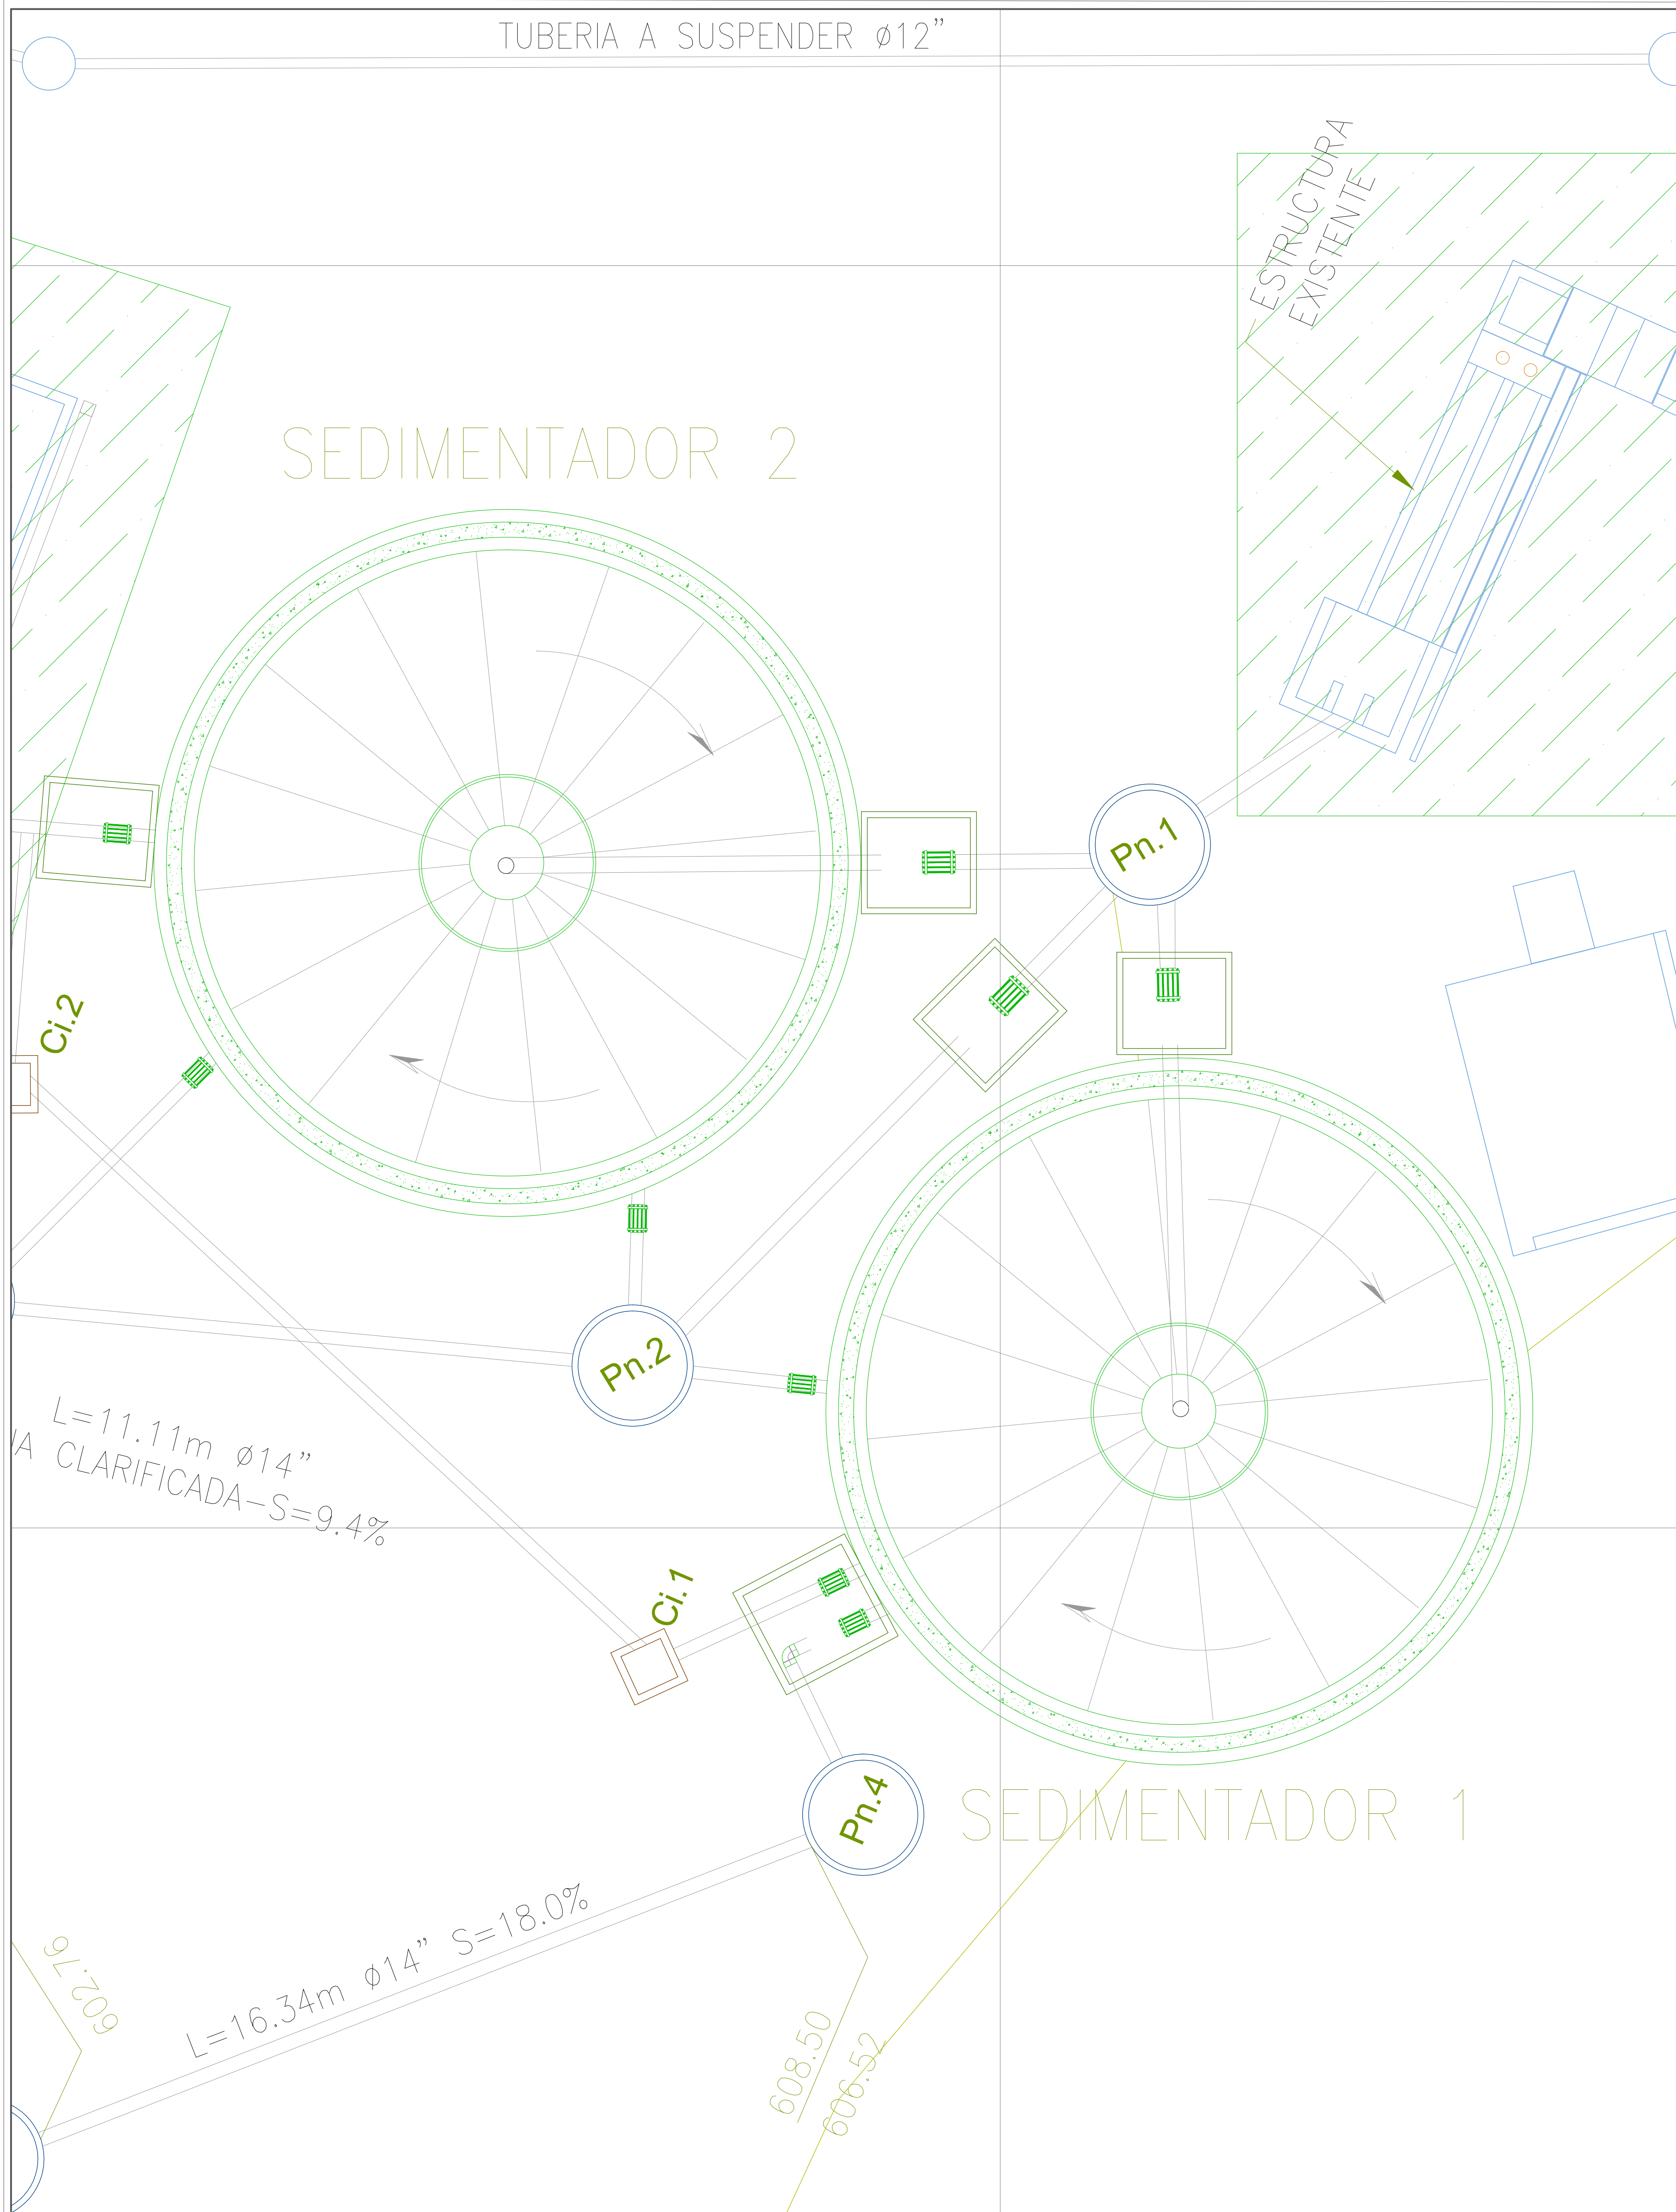 TUBERIA A SUSPENDER ø12”
ESTRUCTURA
EXISTENTE
SEDIMENTADOR 2
Pn.1
Ci.2
Pn.2
L=11.11m ø14”
CLARIFICADA-S=9.4%
Ci.1
Pn.4
SEDIMENTADOR 1
L=16.34m ø14” S=18.0%
602.76
608.50
606.52